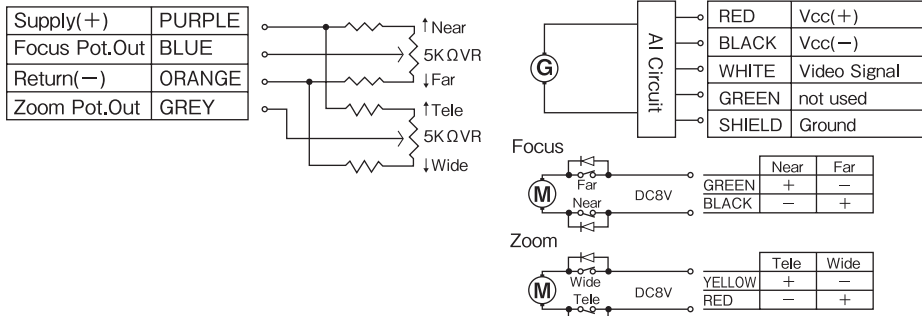 Supply(+) PURPLE
Focus Pot.Out BLUE
Return(−) ORANGE
Zoom Pot.Out GREY
↑Near
5KΩVR
↓Far
↑Tele
5KΩVR
↓Wide
G
AI Circuit
RED Vcc(+)
BLACK Vcc(−)
WHITE Video Signal
GREEN not used
SHIELD Ground
Focus
M
Far
Near
DC8V
Near Far
GREEN + −
BLACK − +
Zoom
M
Wide
Tele
DC8V
Tele Wide
YELLOW + −
RED − +